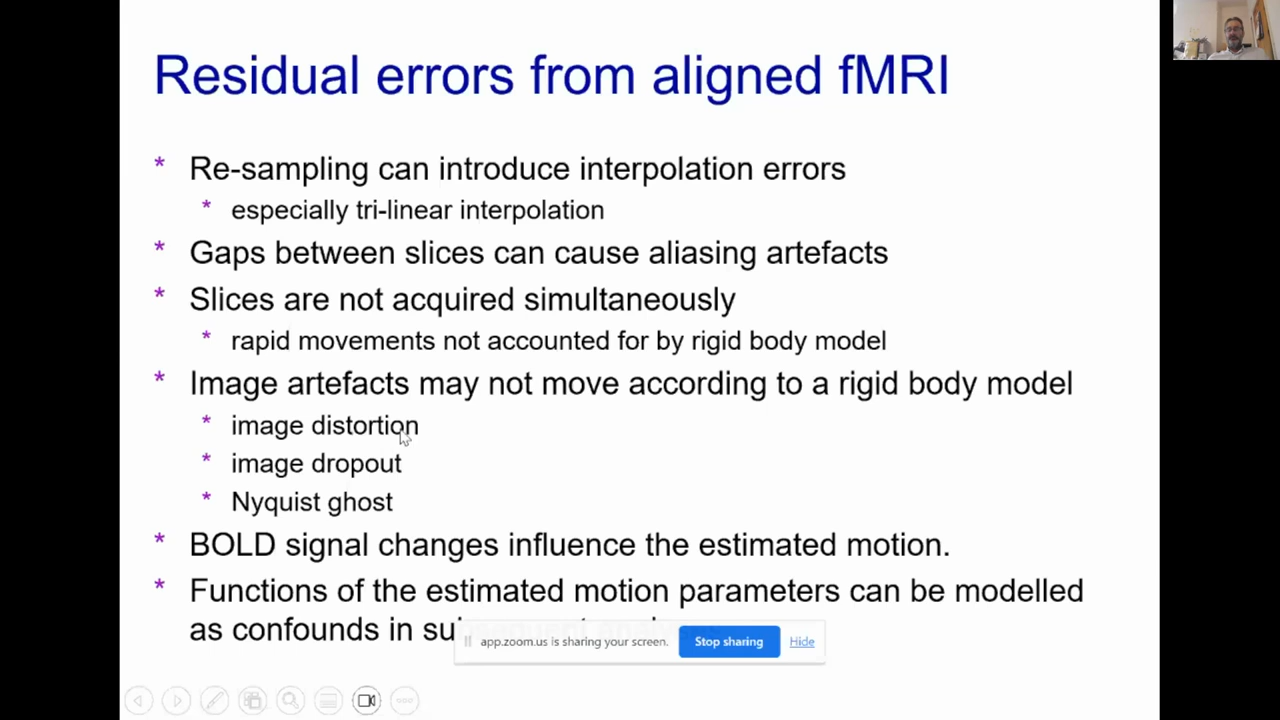 Residual errors from aligned fMRI
* Re-sampling can introduce interpolation errors
* especially tri-linear interpolation
* Gaps between slices can cause aliasing artefacts
* Slices are not acquired simultaneously
* rapid movements not accounted for by rigid body model
* Image artefacts may not move according to a rigid body model
* image distortion
* image dropout
* Nyquist ghost
* BOLD signal changes influence the estimated motion.
* Functions of the estimated motion parameters can be modelled
as confounds in
app.zoom.us is sharing your screen. Stop sharing Hide